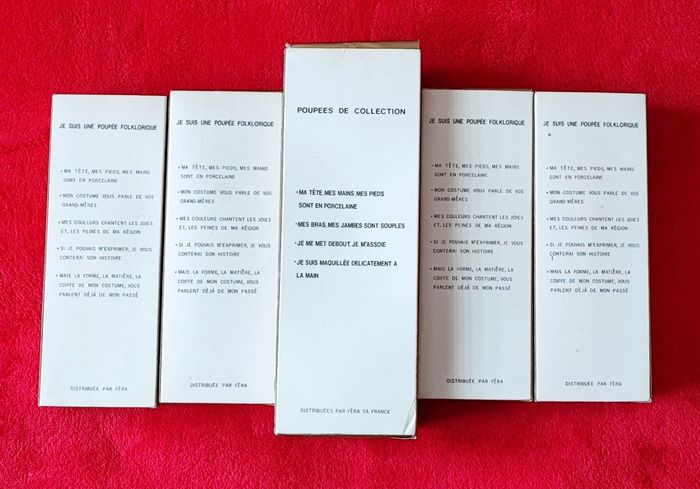 JE SUIS UNE POUPÉE FOLKLORIQUE
• MA TÊTE, MES PIEDS, MES MAINS
SONT EN PORCELAINE
• MON COSTUME VOUS PARLE DE VOS
GRAND-MÈRES
• MES COULEURS CHANTENT LES JOIES
ET, LES PEINES DE MA RÉGION
• SI JE POUVAIS M'EXPRIMER, JE VOUS
CONTERAI SON HISTOIRE
• MAIS LA FORME, LA MATIÈRE, LA
COIFFE DE MON COSTUME, VOUS
PARLENT DÉJÀ DE MON PASSÉ
DISTRIBUÉE PAR FÉRA
JE SUIS UNE POUPÉE FOLKLORIQUE
• MA TÊTE, MES PIEDS, MES MAINS
SONT EN PORCELAINE
• MON COSTUME VOUS PARLE DE VOS
GRAND-MÈRES
• MES COULEURS CHANTENT LES JOIES
ET, LES PEINES DE MA RÉGION
• SI JE POUVAIS M'EXPRIMER, JE VOUS
CONTERAI SON HISTOIRE
• MAIS LA FORME, LA MATIÈRE, LA
COIFFE DE MON COSTUME, VOUS
PARLENT DÉJÀ DE MON PASSÉ
DISTRIBUÉE PAR FÉRA
POUPEES DE COLLECTION
• MA TÊTE, MES MAINS, MES PIEDS
SONT EN PORCELAINE
• MES BRAS, MES JAMBES SONT SOUPLES
• JE ME MET DEBOUT, JE M'ASSOIE
• JE SUIS MAQUILLÉE DELICATEMENT A
LA MAIN
DISTRIBUÉES PAR FÉRA SA. FRANCE
JE SUIS UNE POUPÉE FOLKLORIQUE
• MA TÊTE, MES PIEDS, MES MAINS
SONT EN PORCELAINE
• MON COSTUME VOUS PARLE DE VOS
GRAND-MÈRES
• MES COULEURS CHANTENT LES JOIES
ET, LES PEINES DE MA RÉGION
• SI JE POUVAIS M'EXPRIMER, JE VOUS
CONTERAI SON HISTOIRE
• MAIS LA FORME, LA MATIÈRE, LA
COIFFE DE MON COSTUME, VOUS
PARLENT DÉJÀ DE MON PASSÉ
DISTRIBUÉE PAR FÉRA
JE SUIS UNE POUPÉE FOLKLORIQUE
• MA TÊTE, MES PIEDS, MES MAINS
SONT EN PORCELAINE
• MON COSTUME VOUS PARLE DE VOS
GRAND-MÈRES
• MES COULEURS CHANTENT LES JOIES
ET, LES PEINES DE MA RÉGION
• SI JE POUVAIS M'EXPRIMER, JE VOUS
CONTERAI SON HISTOIRE
• MAIS LA FORME, LA MATIÈRE, LA
COIFFE DE MON COSTUME, VOUS
PARLENT DÉJÀ DE MON PASSÉ
DISTRIBUÉE PAR FÉRA